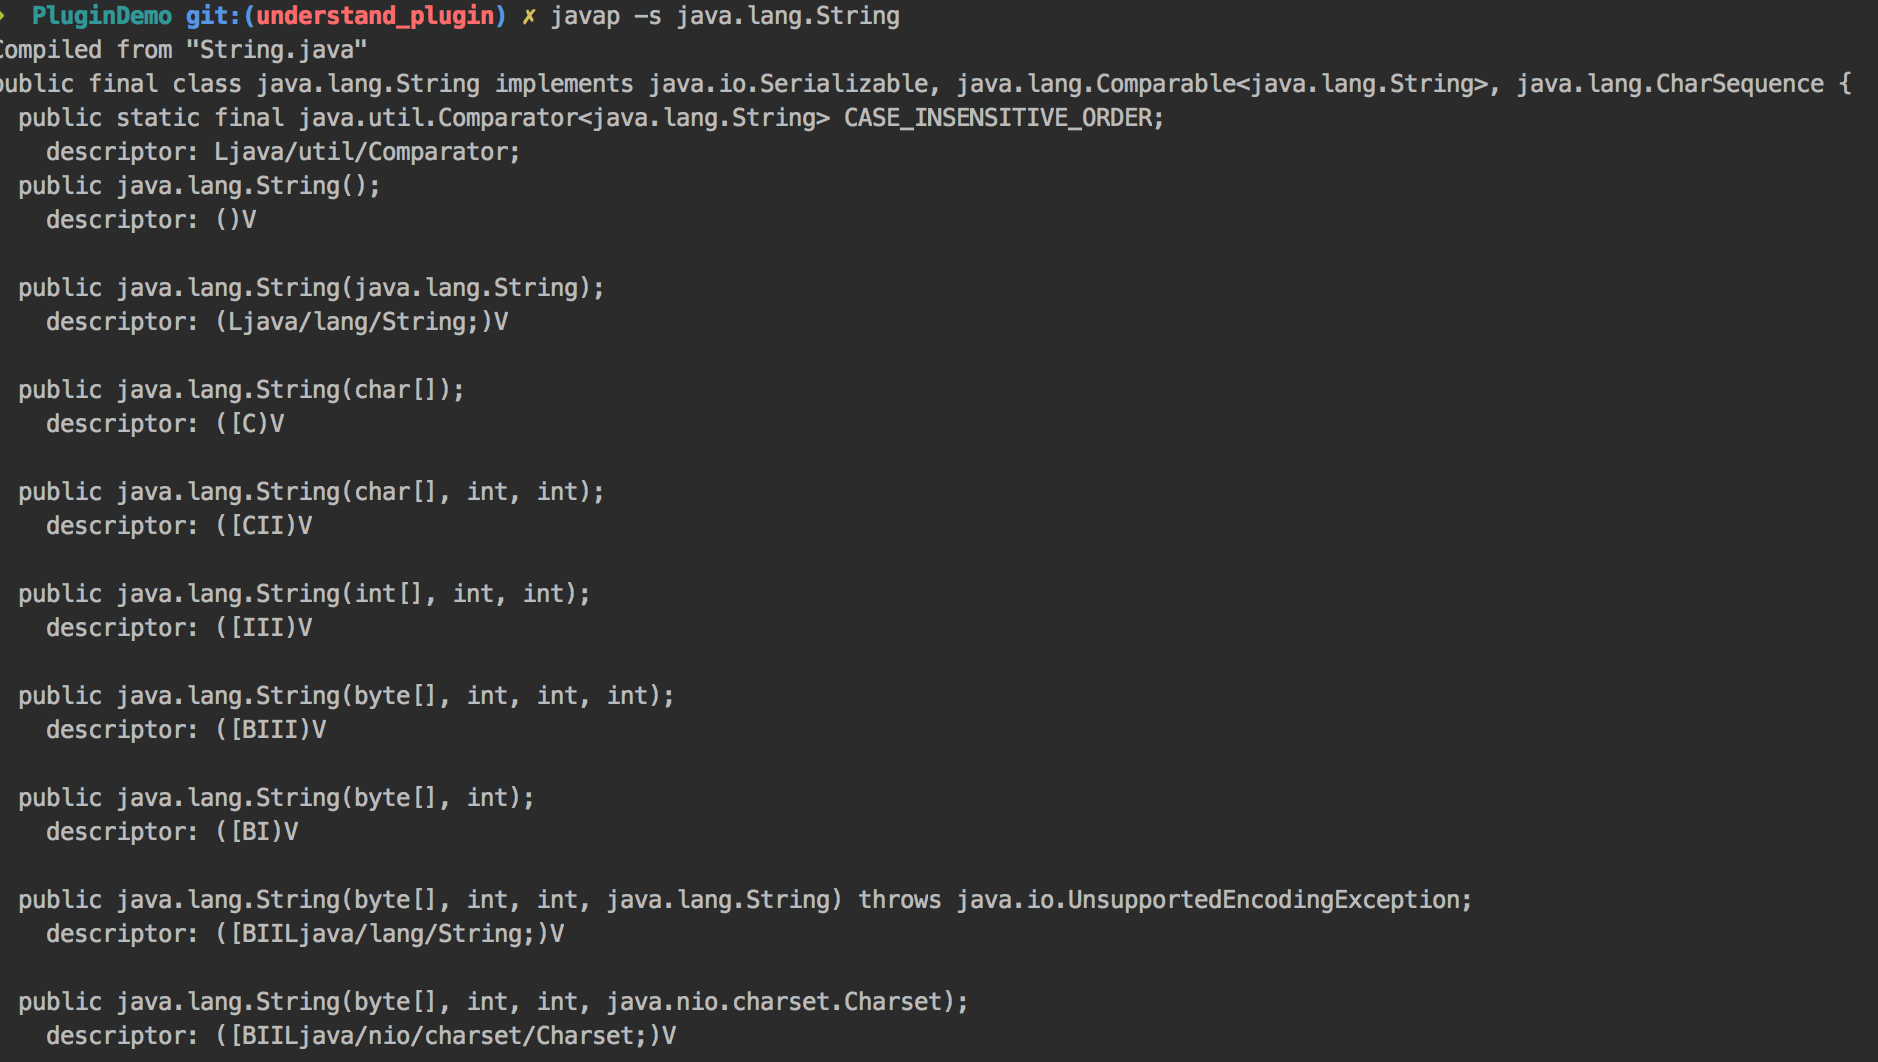 PluginDemo git:(understand_plugin) ✗ javap -s java.lang.String
Compiled from "String.java"
public final class java.lang.String implements java.io.Serializable, java.lang.Comparable<java.lang.String>, java.lang.CharSequence {
public static final java.util.Comparator<java.lang.String> CASE_INSENSITIVE_ORDER;
descriptor: Ljava/util/Comparator;
public java.lang.String();
descriptor: ()V
public java.lang.String(java.lang.String);
descriptor: (Ljava/lang/String;)V
public java.lang.String(char[]);
descriptor: ([C)V
public java.lang.String(char[], int, int);
descriptor: ([CII)V
public java.lang.String(int[], int, int);
descriptor: ([III)V
public java.lang.String(byte[], int, int, int);
descriptor: ([BIII)V
public java.lang.String(byte[], int);
descriptor: ([BI)V
public java.lang.String(byte[], int, int, java.lang.String) throws java.io.UnsupportedEncodingException;
descriptor: ([BIILjava/lang/String;)V
public java.lang.String(byte[], int, int, java.nio.charset.Charset);
descriptor: ([BIILjava/nio/charset/Charset;)V